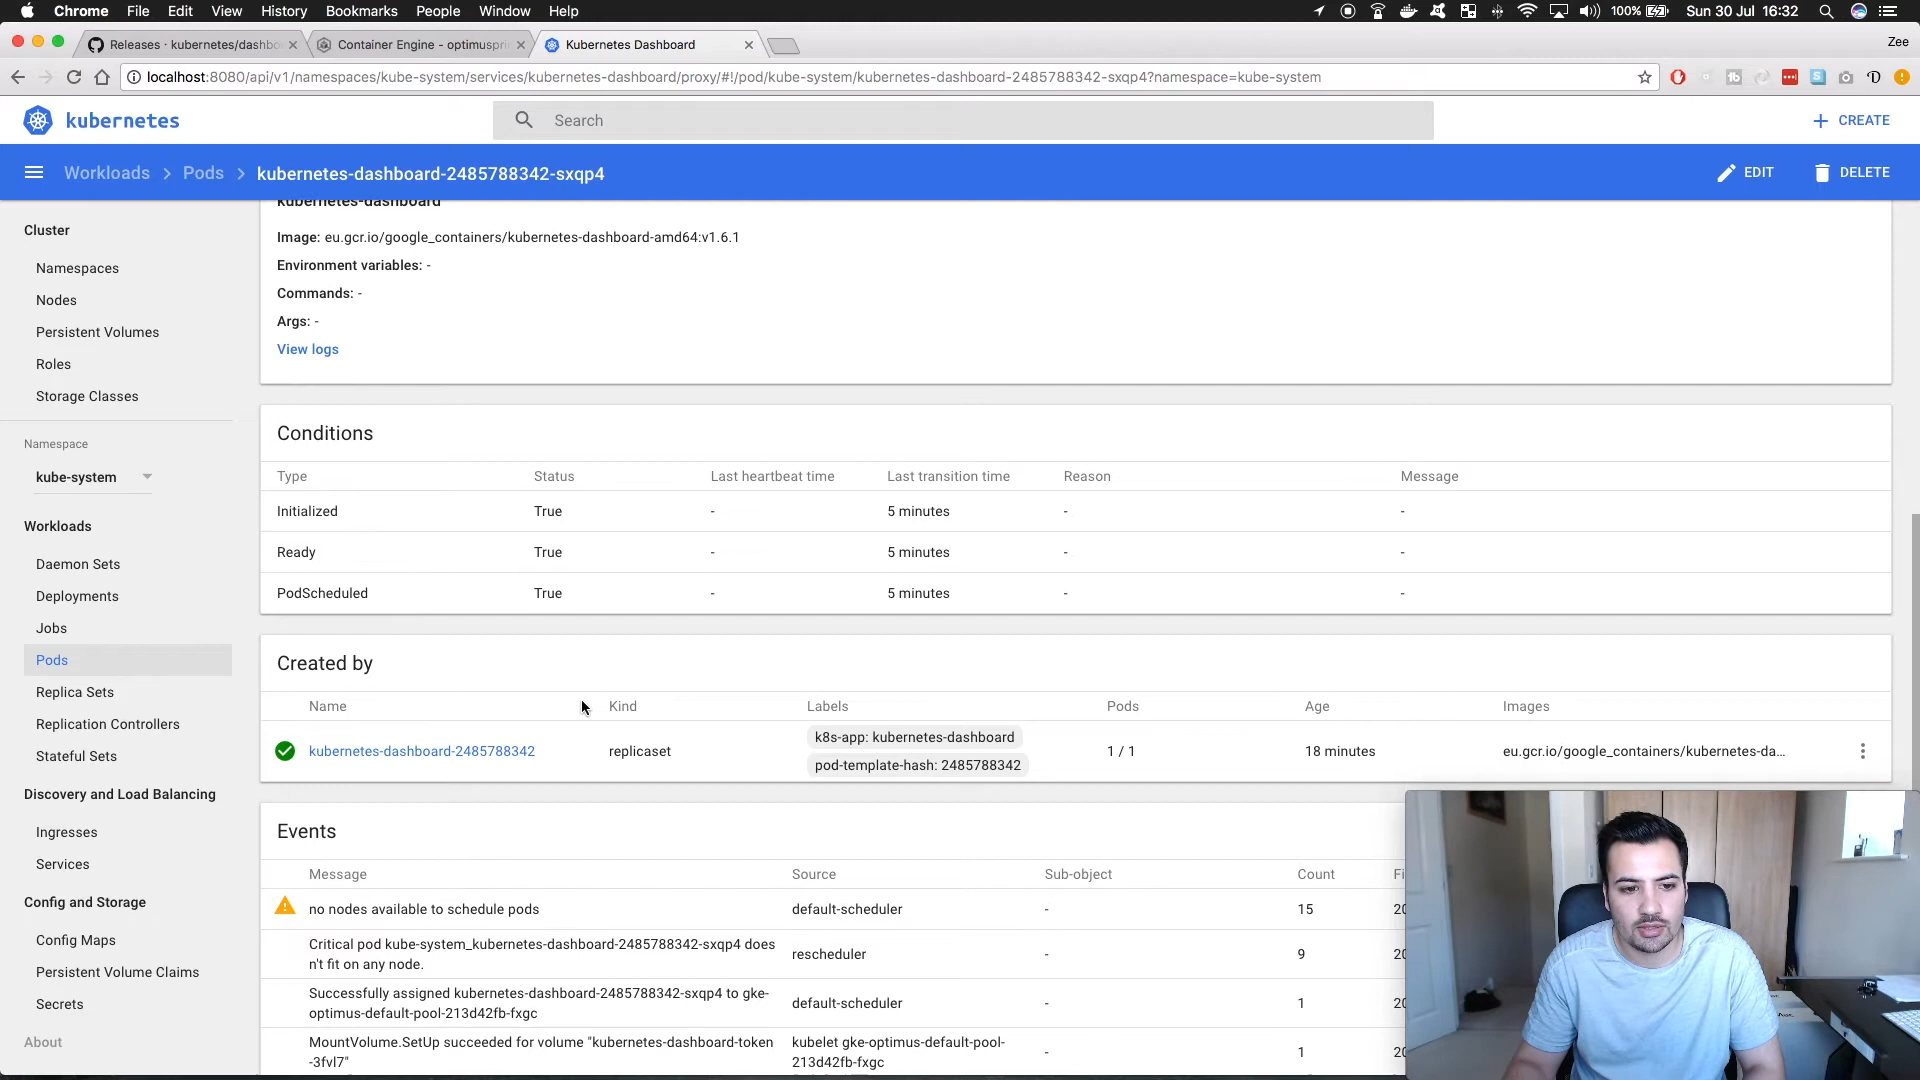 Chrome File Edit View History Bookmarks People Window Help 100% Sun 30 Jul 16:32
Releases · kubernetes/dashbo Container Engine - optimuspri Kubernetes Dashboard Zee
localhost:8080/api/v1/namespaces/kube-system/services/kubernetes-dashboard/proxy/#!/pod/kube-system/kubernetes-dashboard-2485788342-sxqp4?namespace=kube-system
kubernetes Search CREATE
Workloads Pods kubernetes-dashboard-2485788342-sxqp4 EDIT DELETE
Cluster
Namespaces
Nodes
Persistent Volumes
Roles
Storage Classes
Namespace
kube-system
Workloads
Daemon Sets
Deployments
Jobs
Pods
Replica Sets
Replication Controllers
Stateful Sets
Discovery and Load Balancing
Ingresses
Services
Config and Storage
Config Maps
Persistent Volume Claims
Secrets
About
kubernetes-dashboard
Image: eu.gcr.io/google_containers/kubernetes-dashboard-amd64:v1.6.1
Environment variables: -
Commands: -
Args: -
View logs
Conditions
Type Status Last heartbeat time Last transition time Reason Message
Initialized True - 5 minutes - -
Ready True - 5 minutes - -
PodScheduled True - 5 minutes - -
Created by
Name Kind Labels Pods Age Images
k8s-app: kubernetes-dashboard
kubernetes-dashboard-2485788342 replicaset 1 / 1 18 minutes eu.gcr.io/google_containers/kubernetes-da...
pod-template-hash: 2485788342
Events
Message Source Sub-object Count Fi
no nodes available to schedule pods default-scheduler - 15 20
Critical pod kube-system_kubernetes-dashboard-2485788342-sxqp4 does
n't fit on any node. rescheduler - 9 20
Successfully assigned kubernetes-dashboard-2485788342-sxqp4 to gke-
optimus-default-pool-213d42fb-fxgc default-scheduler - 1 20
MountVolume.SetUp succeeded for volume "kubernetes-dashboard-token
-3fvl7" kubelet gke-optimus-default-pool-
213d42fb-fxgc - 1 20